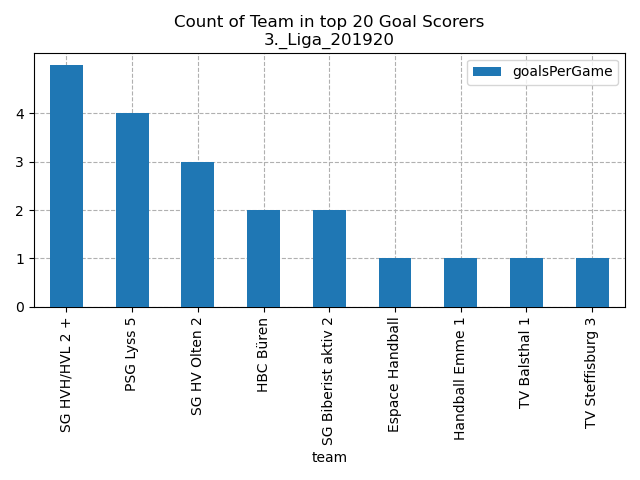 Count of Team in top 20 Goal Scorers
3._Liga_201920
goalsPerGame
4
3
2
1
0
SG HVH/HVL 2 +
PSG Lyss 5
SG HV Olten 2
HBC Büren
SG Biberist aktiv 2
Espace Handball
Handball Emme 1
TV Balsthal 1
TV Steffisburg 3
team